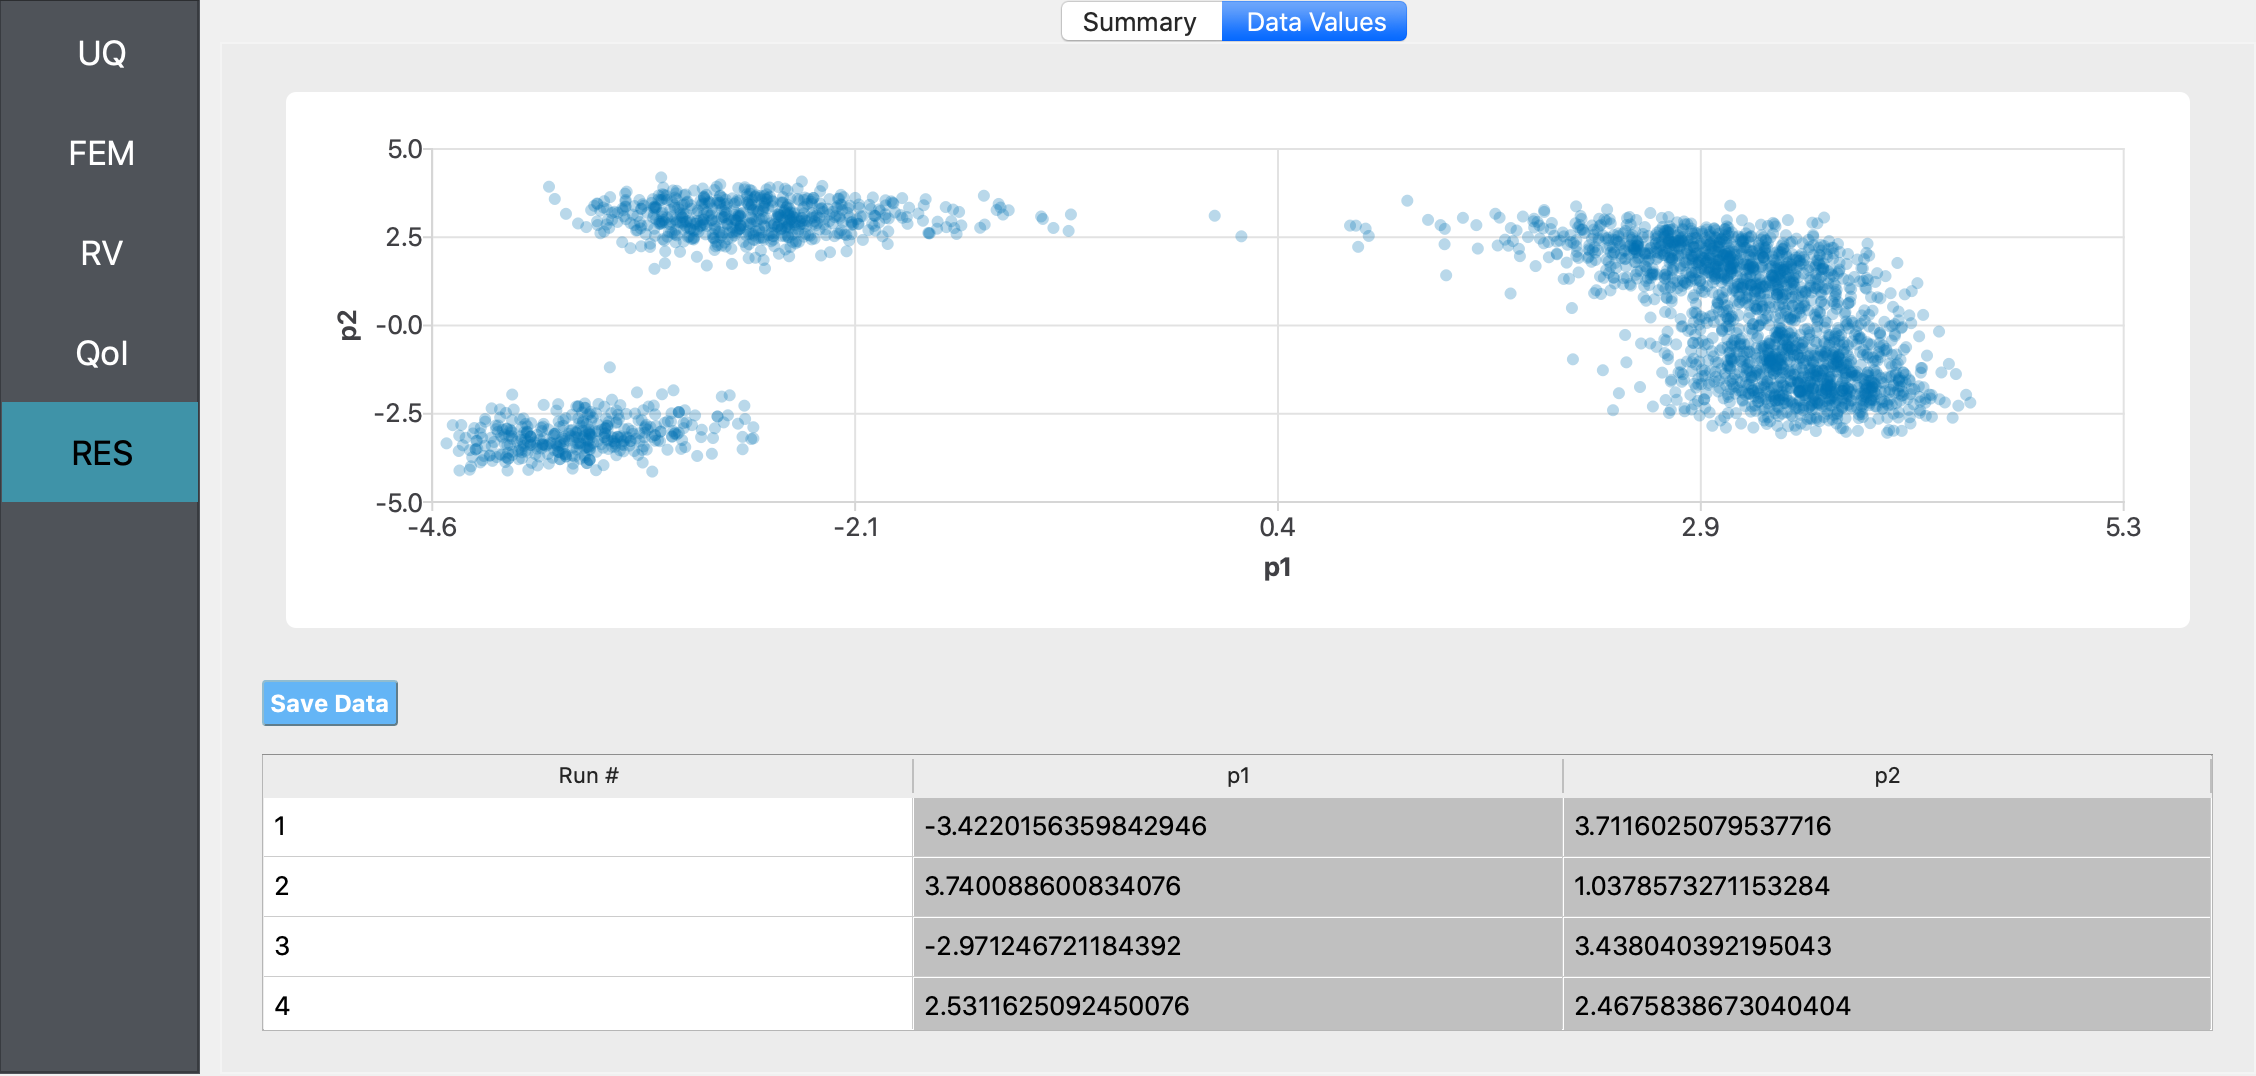 Summary Data Values
UQ
FEM
RV
QoI
RES
5.0
2.5
-0.0
-2.5
-5.0
p2
-4.6 -2.1 0.4 2.9 5.3
p1
Save Data
Run # p1 p2
1 -3.4220156359842946 3.7116025079537716
2 3.740088600834076 1.0378573271153284
3 -2.971246721184392 3.438040392195043
4 2.5311625092450076 2.4675838673040404